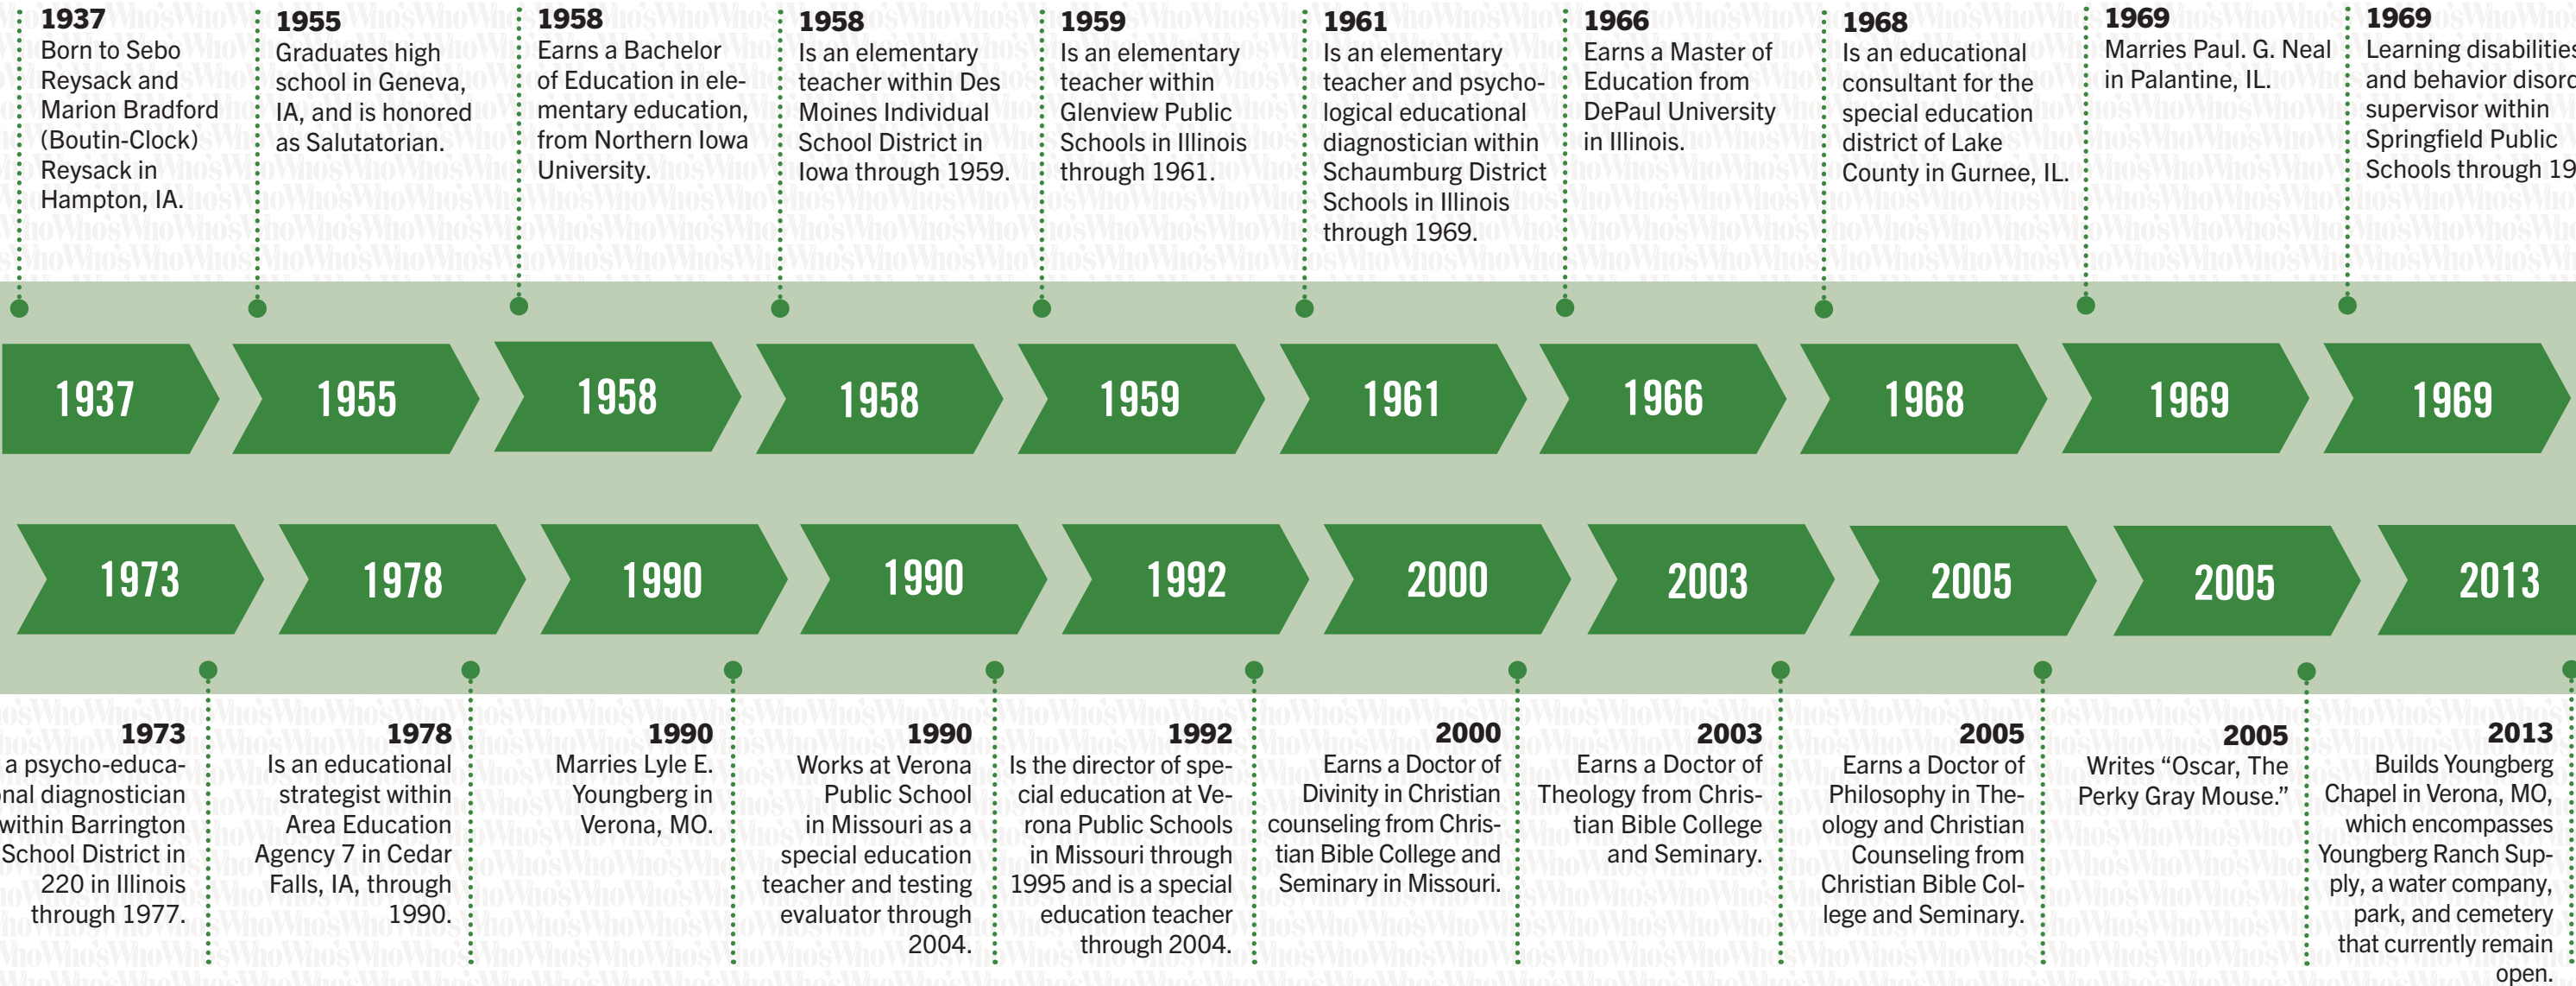 1937
Born to Sebo
Reysack and
Marion Bradford
(Boutin-Clock)
Reysack in
Hampton, IA.
1955
Graduates high
school in Geneva,
IA, and is honored
as Salutatorian.
1958
Earns a Bachelor
of Education in ele-
mentary education,
from Northern Iowa
University.
1958
Is an elementary
teacher within Des
Moines Individual
School District in
Iowa through 1959.
1959
Is an elementary
teacher within
Glenview Public
Schools in Illinois
through 1961.
1961
Is an elementary
teacher and psycho-
logical educational
diagnostician within
Schaumburg District
Schools in Illinois
through 1969.
1966
Earns a Master of
Education from
DePaul University
in Illinois.
1968
Is an educational
consultant for the
special education
district of Lake
County in Gurnee, IL.
1969
Marries Paul. G. Neal
in Palantine, IL.
1969
Learning disabilities
and behavior disord
supervisor within
Springfield Public
Schools through 19
1937
1955
1958
1958
1959
1961
1966
1968
1969
1969
1973
1978
1990
1990
1992
2000
2003
2005
2005
2013
1973
a psycho-educa-
nal diagnostician
within Barrington
School District in
220 in Illinois
through 1977.
1978
Is an educational
strategist within
Area Education
Agency 7 in Cedar
Falls, IA, through
1990.
1990
Marries Lyle E.
Youngberg in
Verona, MO.
1990
Works at Verona
Public School
in Missouri as a
special education
teacher and testing
evaluator through
2004.
1992
Is the director of spe-
cial education at Ve-
rona Public Schools
in Missouri through
1995 and is a special
education teacher
through 2004.
2000
Earns a Doctor of
Divinity in Christian
counseling from Chris-
tian Bible College and
Seminary in Missouri.
2003
Earns a Doctor of
Theology from Chris-
tian Bible College
and Seminary.
2005
Earns a Doctor of
Philosophy in The-
ology and Christian
Counseling from
Christian Bible Col-
lege and Seminary.
2005
Writes “Oscar, The
Perky Gray Mouse.”
2013
Builds Youngberg
Chapel in Verona, MO,
which encompasses
Youngberg Ranch Sup-
ply, a water company,
park, and cemetery
that currently remain
open.